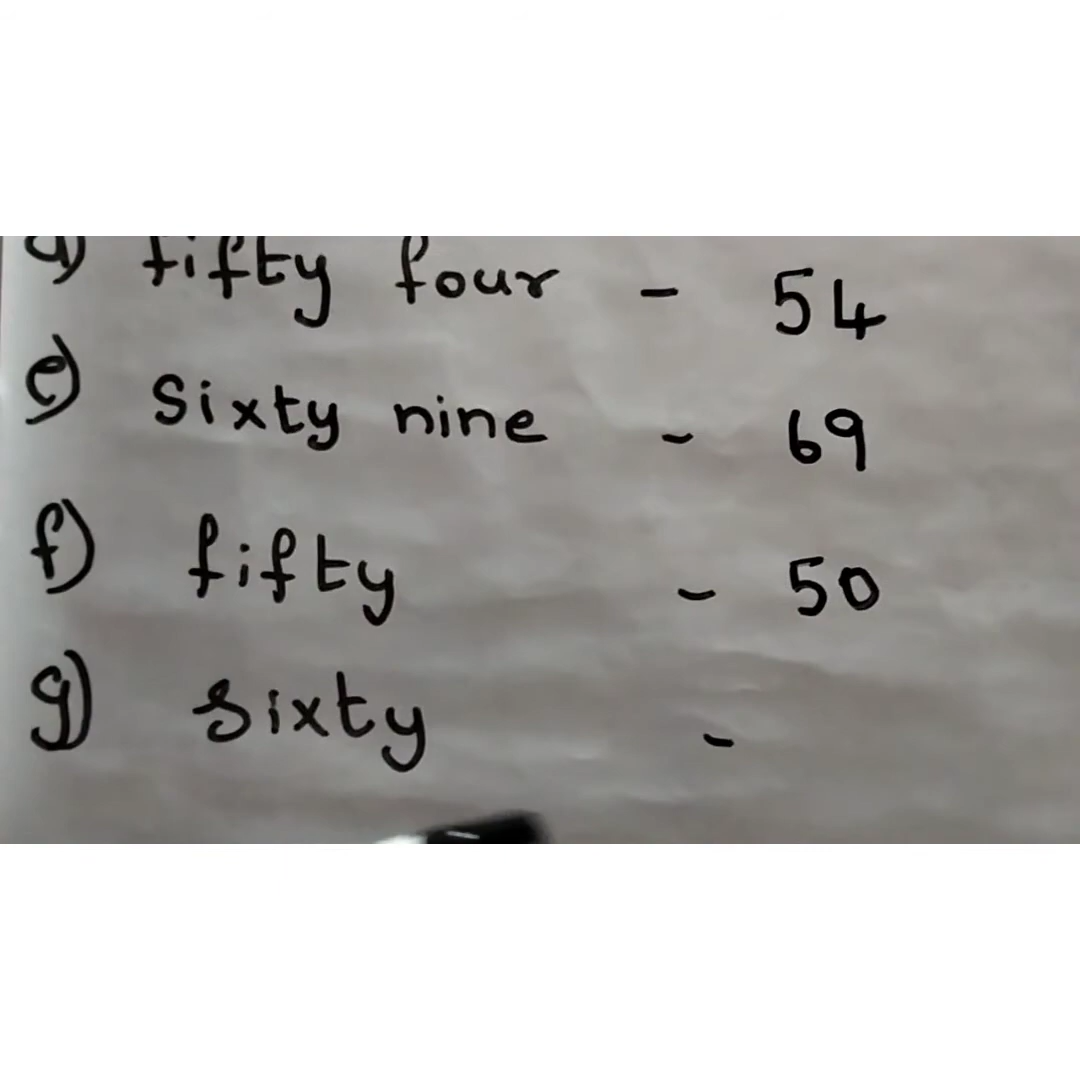 d) fifty four - 54
e) sixty nine - 69
f) fifty - 50
g) sixty -